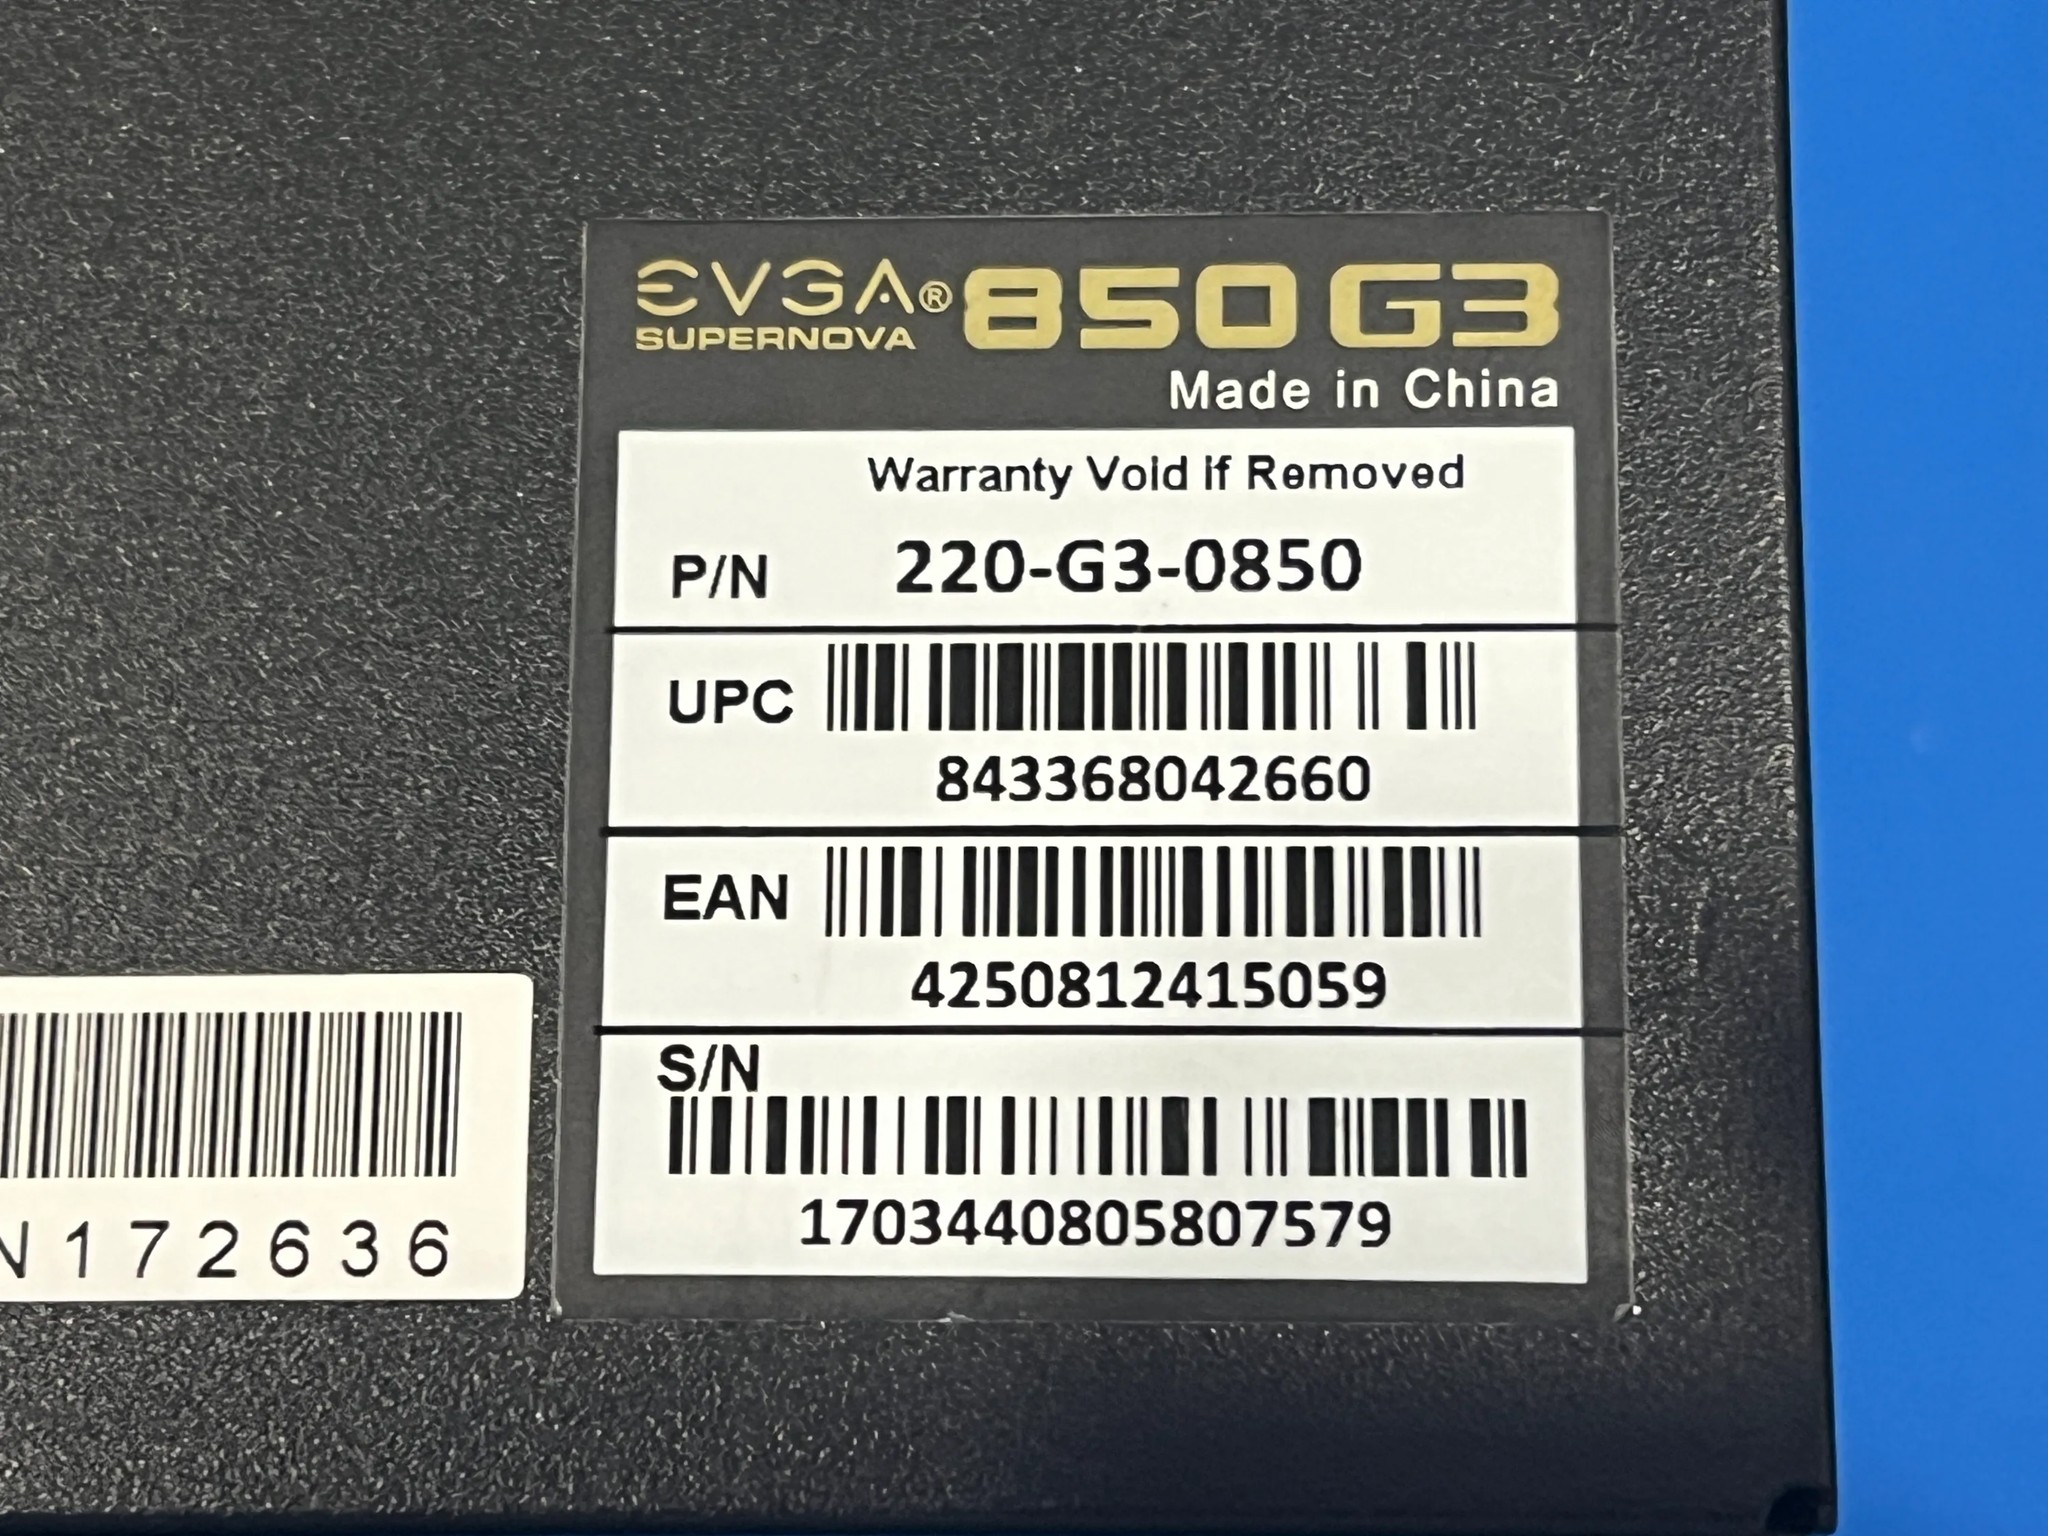 EVGA® 850 G3
SUPERNOVA
Made in China
Warranty Void If Removed
P/N 220-G3-0850
UPC
843368042660
EAN
4250812415059
S/N
1703440805807579
N172636